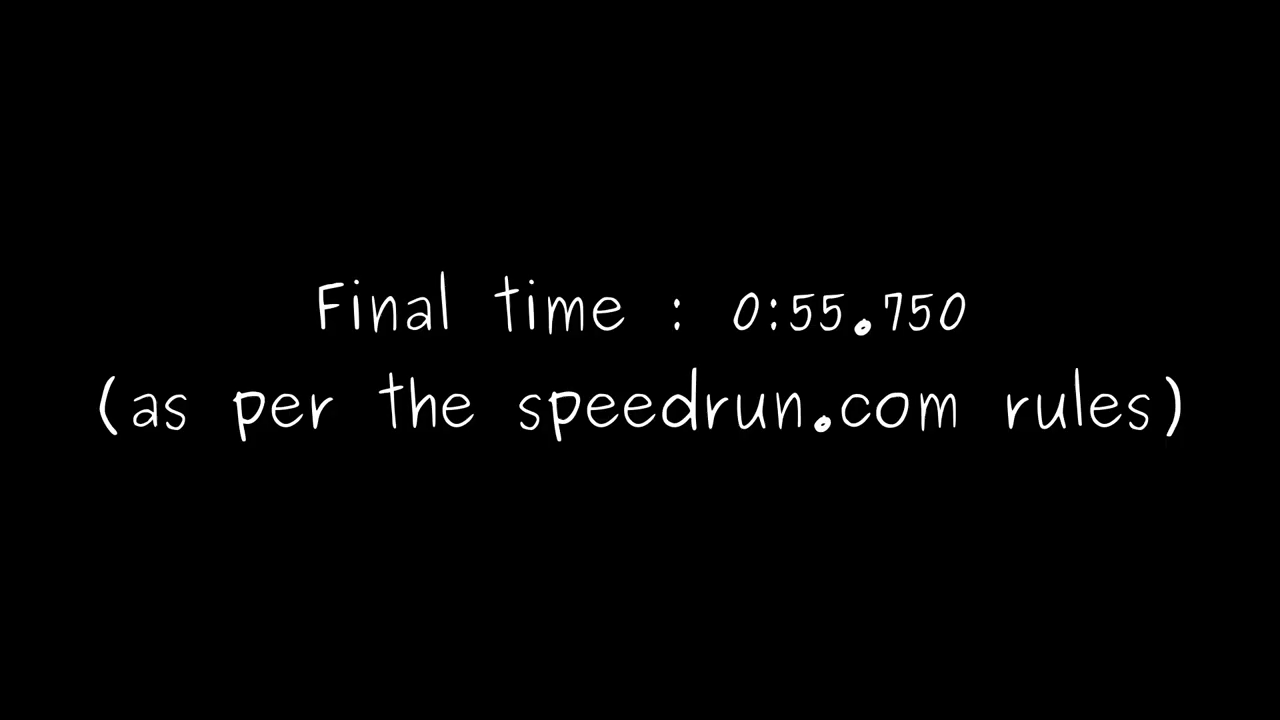 Final time : 0:55.750
(as per the speedrun.com rules)